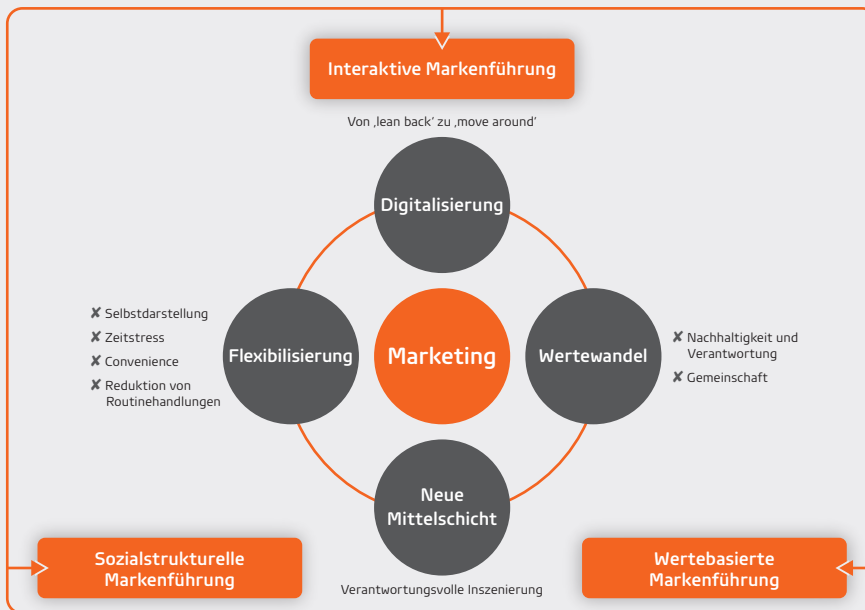 Interaktive Markenführung
Von ‚lean back‘ zu ‚move around‘
Digitalisierung
✘ Selbstdarstellung
✘ Zeitstress
✘ Convenience
✘ Reduktion von
Routinehandlungen
Flexibilisierung
Marketing
Wertewandel
✘ Nachhaltigkeit und
Verantwortung
✘ Gemeinschaft
Neue
Mittelschicht
Sozialstrukturelle
Markenführung
Verantwortungsvolle Inszenierung
Wertebasierte
Markenführung